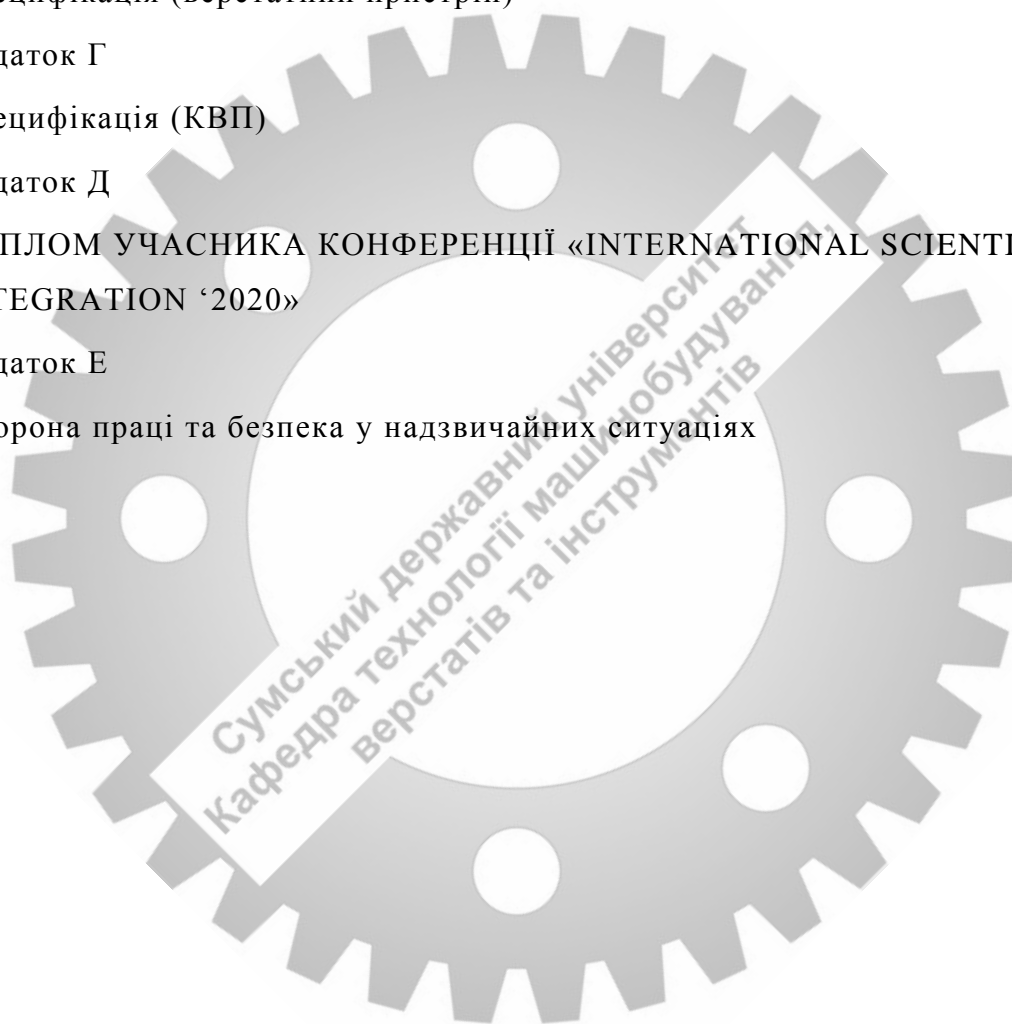 ецифікація (верстатний пристрій)
даток Г
ецифікація (КВП)
даток Д
ПЛОМ УЧАСНИКА КОНФЕРЕНЦІЇ «INTERNATIONAL SCIENTI
TEGRATION ‘2020»
даток Е
орона праці та безпека у надзвичайних ситуаціях
Сумський державний університет
Кафедра технології машинобудування,
верстатів та інструментів